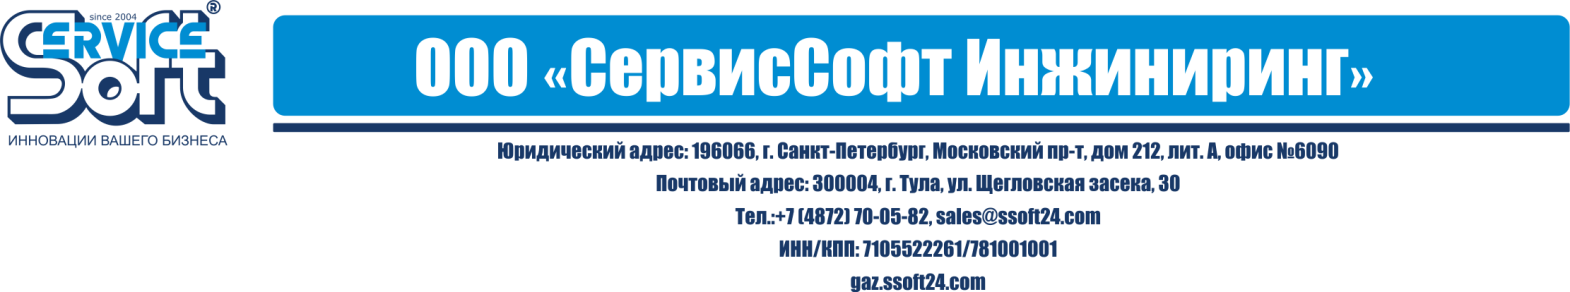 since 2004
SERVICE
Soft®
ИННОВАЦИИ ВАШЕГО БИЗНЕСА
ООО «СервисСофт Инжиниринг»
Юридический адрес: 196066, г. Санкт-Петербург, Московский пр-т, дом 212, лит. А, офис №6090
Почтовый адрес: 300004, г. Тула, ул. Щегловская засека, 30
Тел.:+7 (4872) 70-05-82, sales@ssoft24.com
ИНН/КПП: 7105522261/781001001
gaz.ssoft24.com